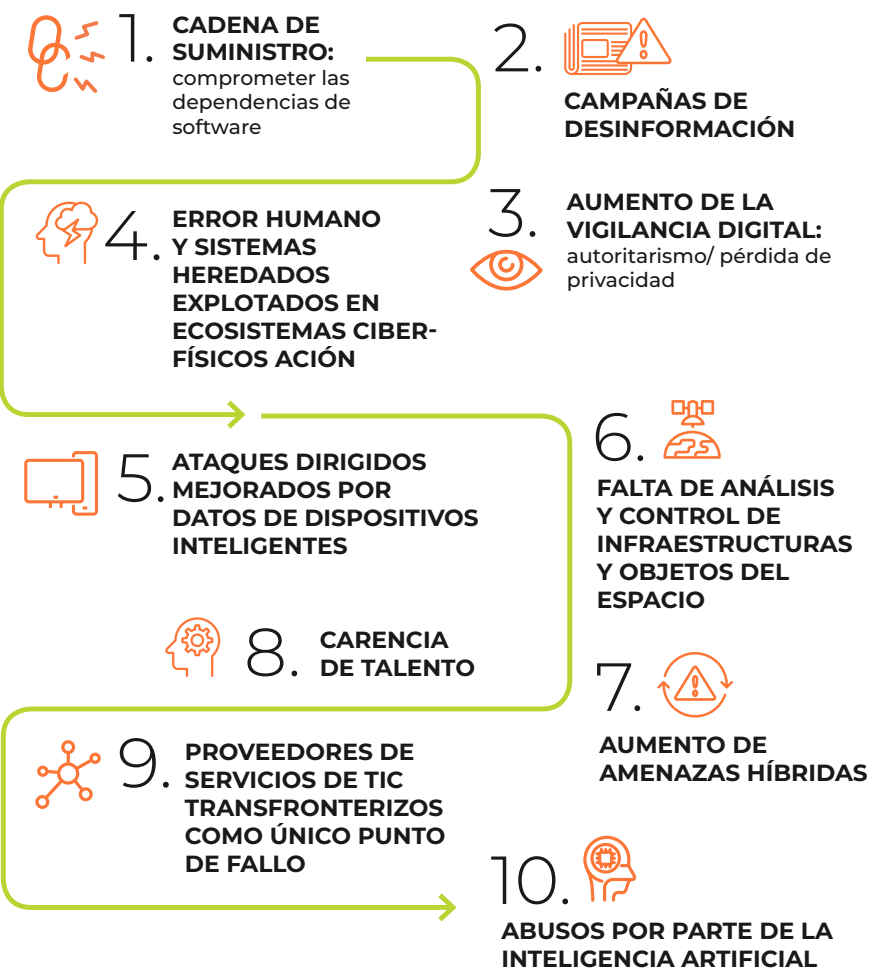 1.
CADENA DE
SUMINISTRO:
comprometer las
dependencias de
software
2.
CAMPAÑAS DE
DESINFORMACIÓN
3.
AUMENTO DE LA
VIGILANCIA DIGITAL:
autoritarismo/ pérdida de
privacidad
4.
ERROR HUMANO
Y SISTEMAS
HEREDADOS
EXPLOTADOS EN
ECOSISTEMAS CIBER-
FÍSICOS ACIÓN
5.
ATAQUES DIRIGIDOS
MEJORADOS POR
DATOS DE DISPOSITIVOS
INTELIGENTES
6.
FALTA DE ANÁLISIS
Y CONTROL DE
INFRAESTRUCTURAS
Y OBJETOS DEL
ESPACIO
7.
AUMENTO DE
AMENAZAS HÍBRIDAS
8.
CARENCIA
DE TALENTO
9.
PROVEEDORES DE
SERVICIOS DE TIC
TRANSFRONTERIZOS
COMO ÚNICO PUNTO
DE FALLO
10.
ABUSOS POR PARTE DE LA
INTELIGENCIA ARTIFICIAL